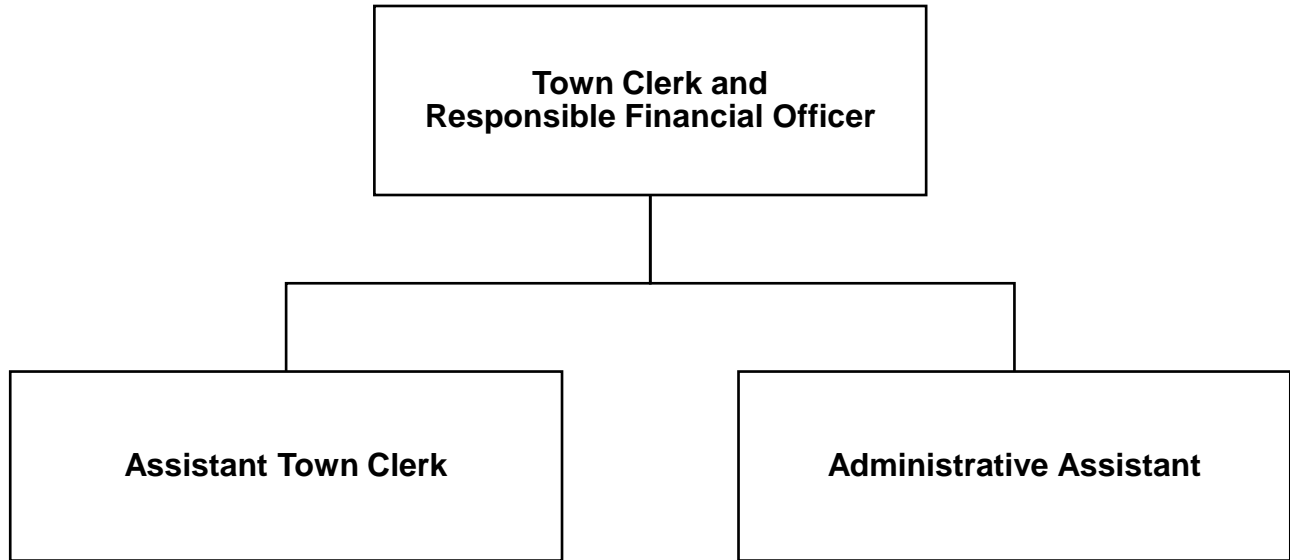 Town Clerk and
Responsible Financial Officer
Assistant Town Clerk
Administrative Assistant